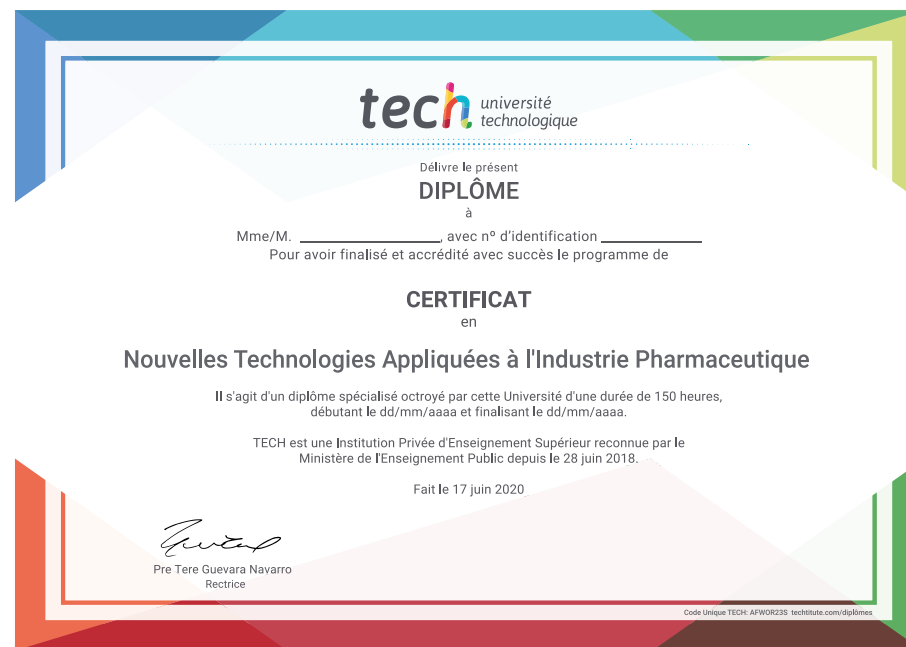 tech université
technologique
Délivre le présent
DIPLÔME
à
Mme/M. ____________________, avec nº d'identification ______________
Pour avoir finalisé et accrédité avec succès le programme de
CERTIFICAT
en
Nouvelles Technologies Appliquées à l'Industrie Pharmaceutique
Il s'agit d'un diplôme spécialisé octroyé par cette Université d'une durée de 150 heures,
débutant le dd/mm/aaaa et finalisant le dd/mm/aaaa.
TECH est une Institution Privée d'Enseignement Supérieur reconnue par le
Ministère de l'Enseignement Public depuis le 28 juin 2018.
Fait le 17 juin 2020
Pre Tere Guevara Navarro
Rectrice
Code Unique TECH: AFWOR23S techtitute.com/diplômes